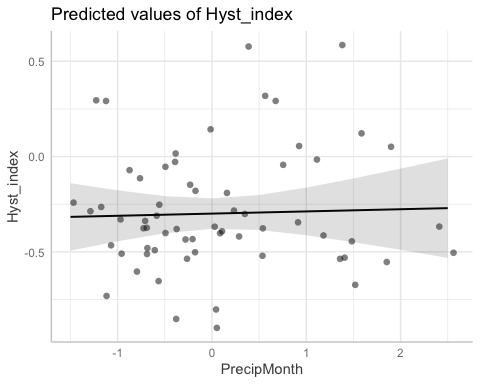 Predicted values of Hyst_index
0.5
0.0
-0.5
Hyst_index
-1
0
1
2
PrecipMonth